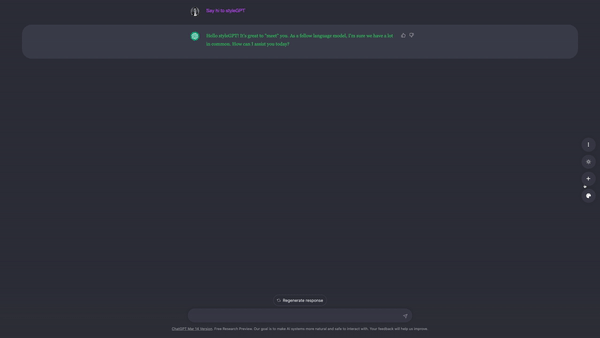 Say hi to styleGPT
Hello styleGPT! It's great to "meet" you. As a fellow language model, I'm sure we have a lot
in common. How can I assist you today?
Regenerate response
ChatGPT Mar 14 Version. Free Research Preview. Our goal is to make AI systems more natural and safe to interact with. Your feedback will help us improve.